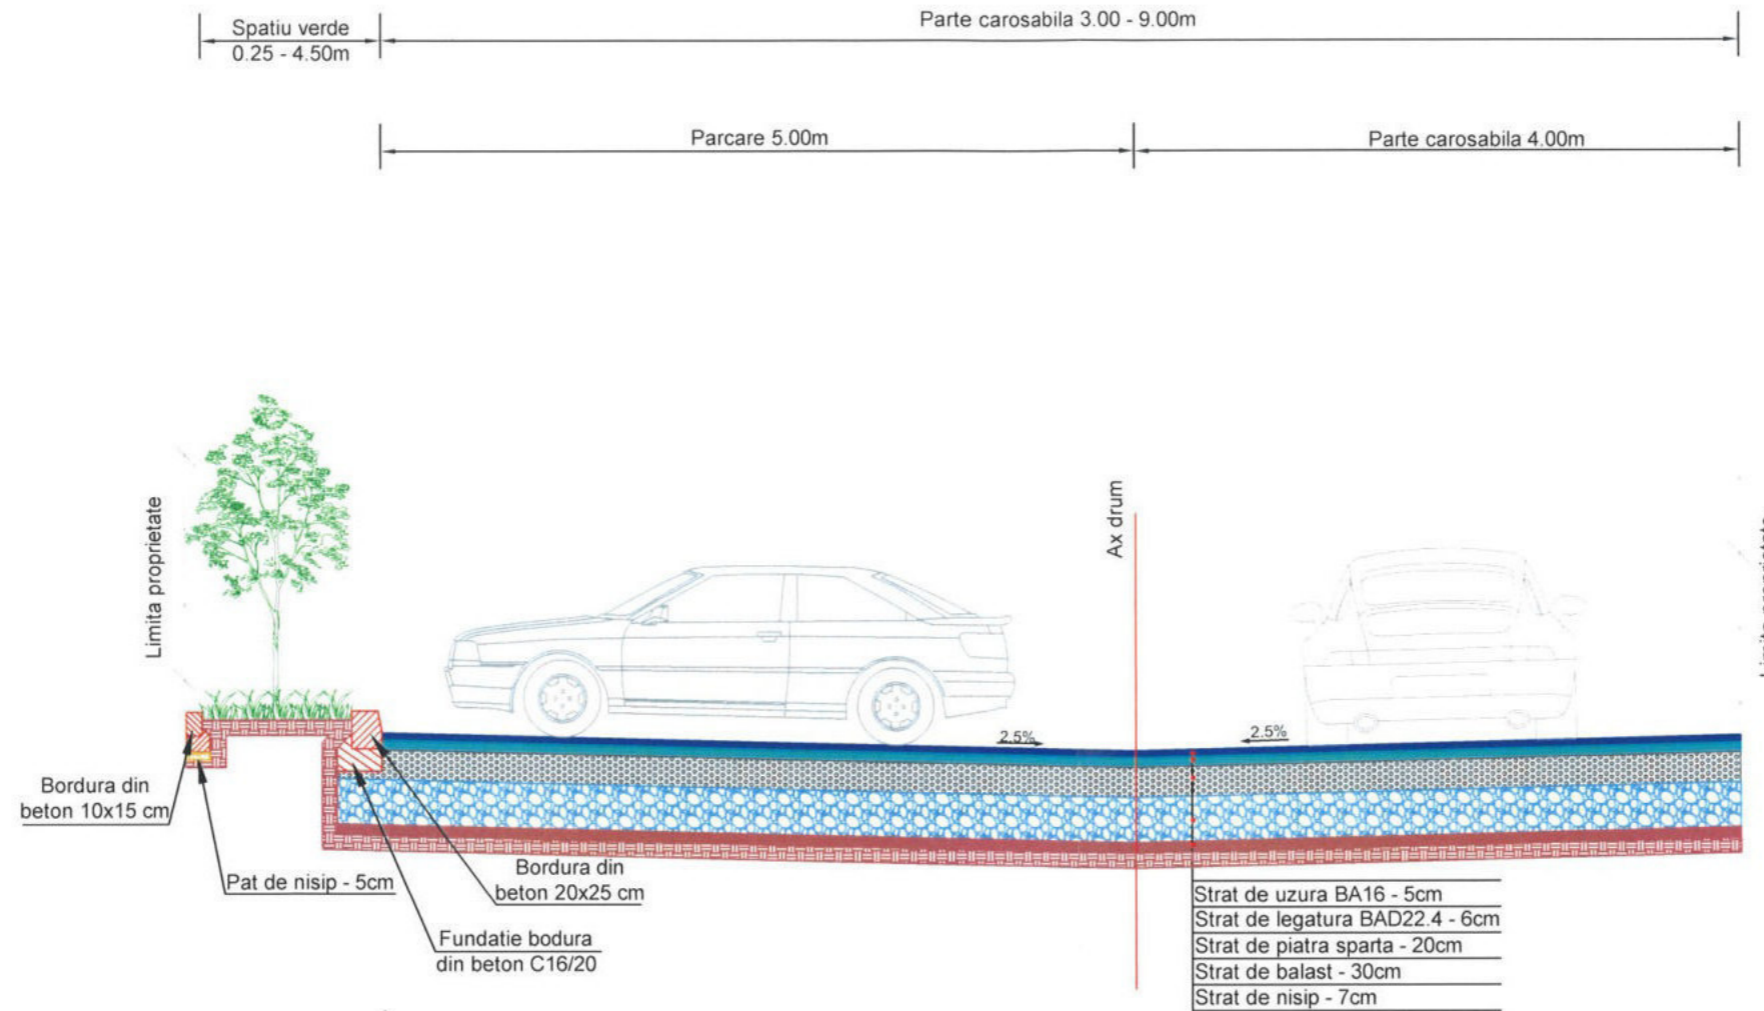 Spatiu verde
0.25 - 4.50m
Parte carosabila 3.00 - 9.00m
Parcare 5.00m
Parte carosabila 4.00m
Limita proprietate
Ax drum
2.5%
2.5%
Bordura din
beton 10x15 cm
Pat de nisip - 5cm
Bordura din
beton 20x25 cm
Fundatie bodura
din beton C16/20
Strat de uzura BA16 - 5cm
Strat de legatura BAD22.4 - 6cm
Strat de piatra sparta - 20cm
Strat de balast - 30cm
Strat de nisip - 7cm